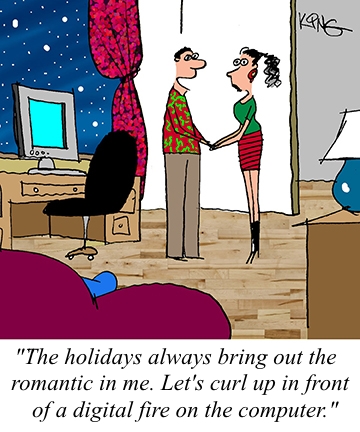 KING
"The holidays always bring out the
romantic in me. Let's curl up in front
of a digital fire on the computer."